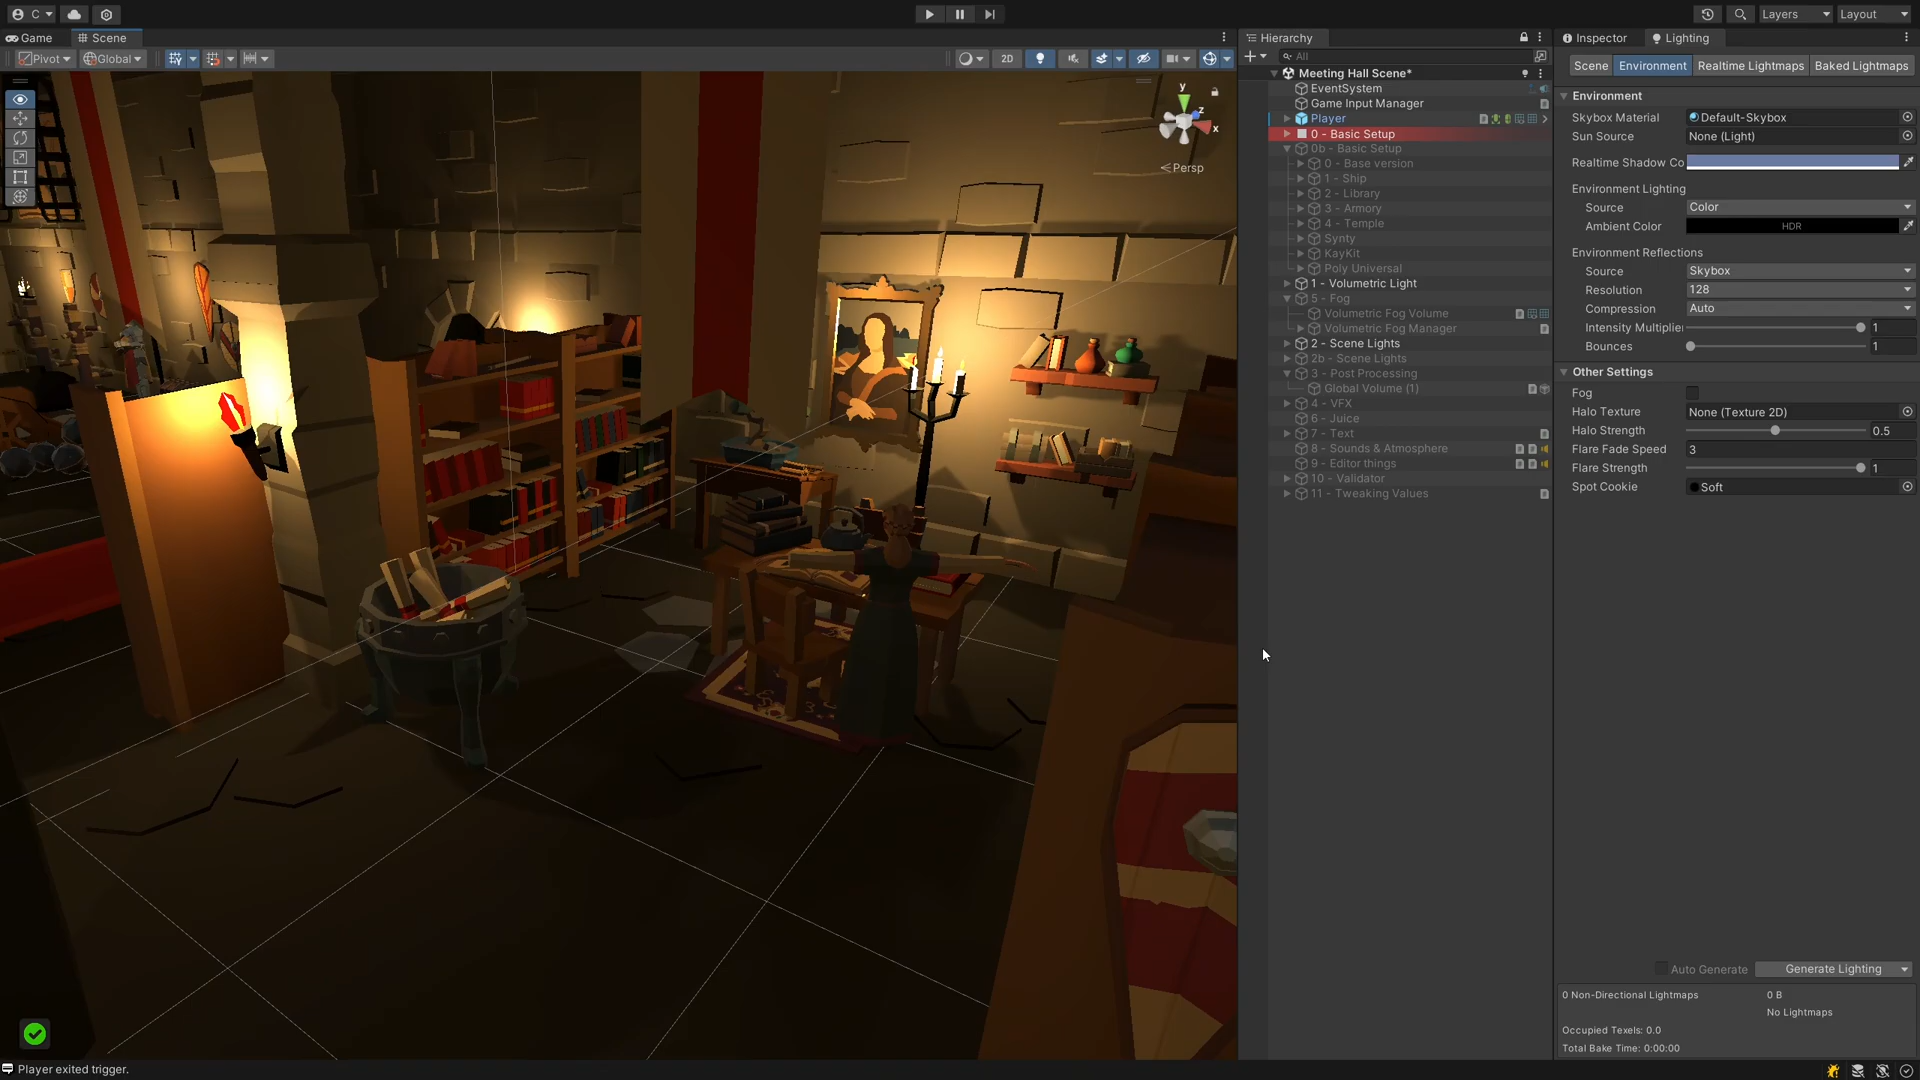 C
Layers
Layout
Game
Scene
Pivot
Global
2D
y
z
x
Persp
Hierarchy
All
Meeting Hall Scene*
EventSystem
Game Input Manager
Player
0 - Basic Setup
0b - Basic Setup
0 - Base version
1 - Ship
2 - Library
3 - Armory
4 - Temple
Synty
KayKit
Poly Universal
1 - Volumetric Light
5 - Fog
Volumetric Fog Volume
Volumetric Fog Manager
2 - Scene Lights
2b - Scene Lights
3 - Post Processing
Global Volume (1)
4 - VFX
6 - Juice
7 - Text
8 - Sounds & Atmosphere
9 - Editor things
10 - Validator
11 - Tweaking Values
Inspector
Lighting
Scene
Environment
Realtime Lightmaps
Baked Lightmaps
Environment
Skybox Material
Default-Skybox
Sun Source
None (Light)
Realtime Shadow Co
Environment Lighting
Source
Color
Ambient Color
HDR
Environment Reflections
Source
Skybox
Resolution
128
Compression
Auto
Intensity Multiplier
1
Bounces
1
Other Settings
Fog
Halo Texture
None (Texture 2D)
Halo Strength
0.5
Flare Fade Speed
3
Flare Strength
1
Spot Cookie
Soft
Auto Generate
Generate Lighting
0 Non-Directional Lightmaps
0 B
No Lightmaps
Occupied Texels: 0.0
Total Bake Time: 0:00:00
Player exited trigger.